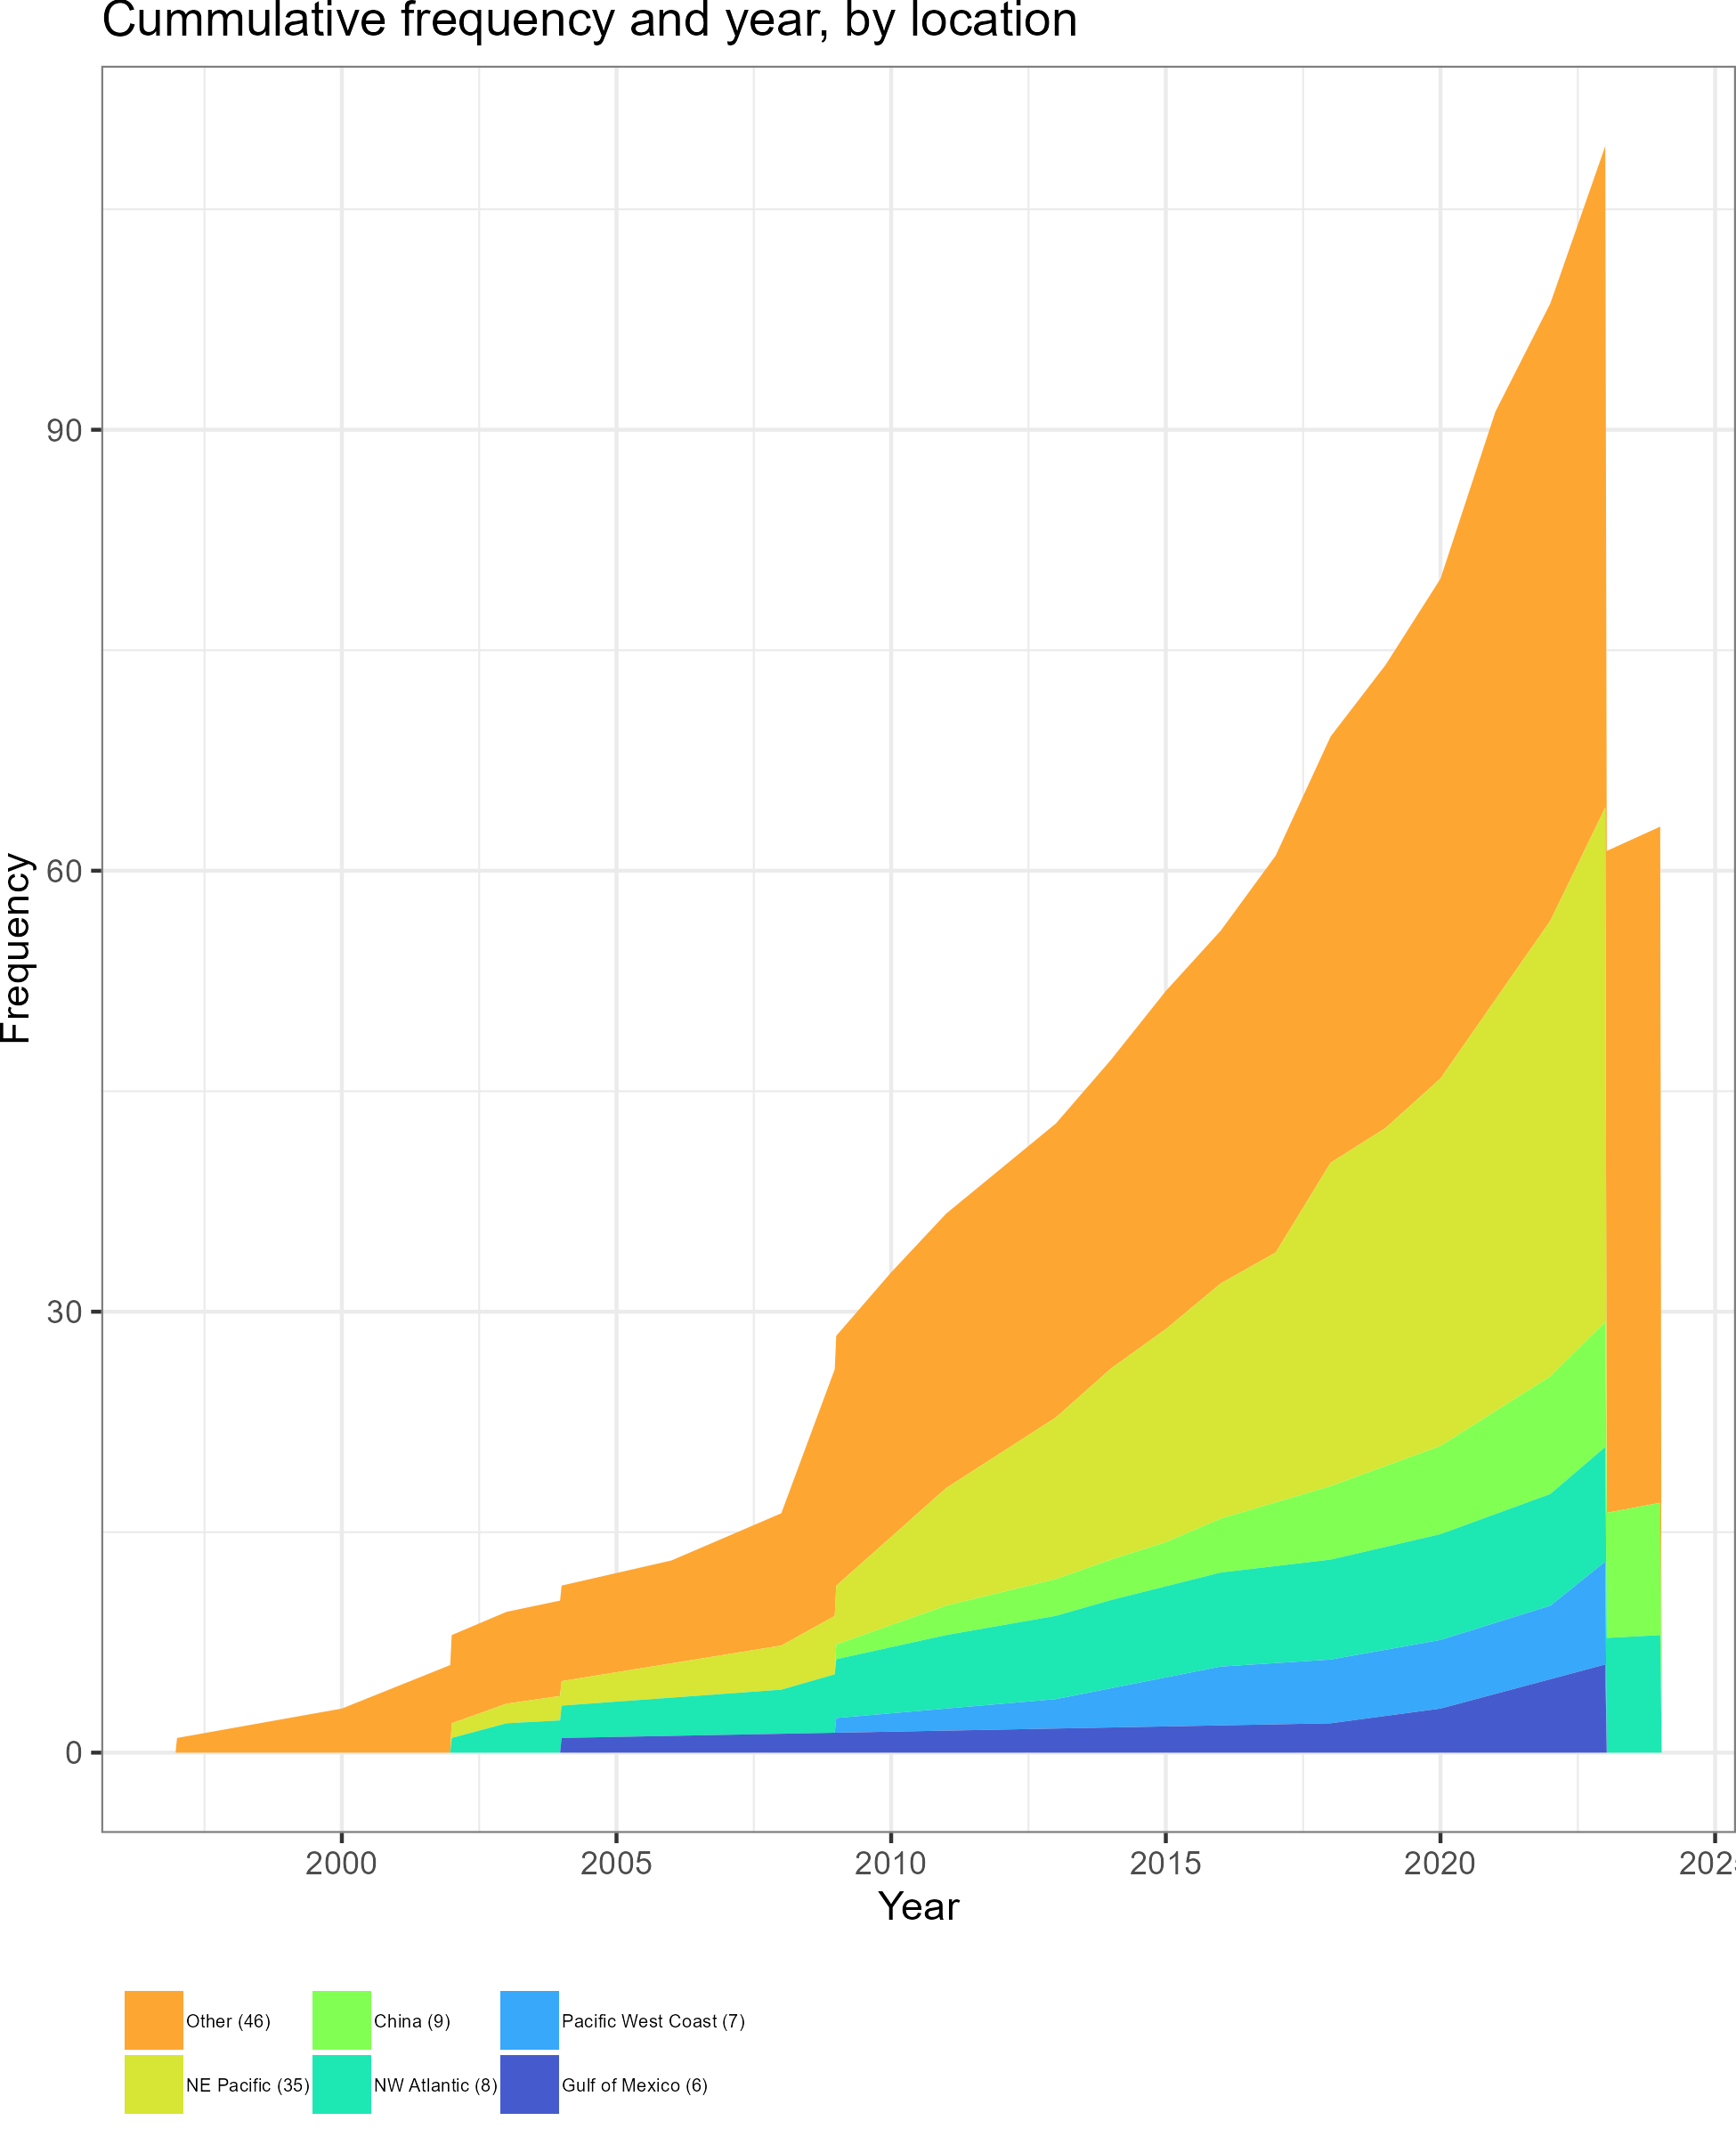 Cummulative frequency and year, by location
Frequency
90
60
30
0
2000 2005 2010 2015 2020 202
Year
Other (46) China (9) Pacific West Coast (7)
NE Pacific (35) NW Atlantic (8) Gulf of Mexico (6)